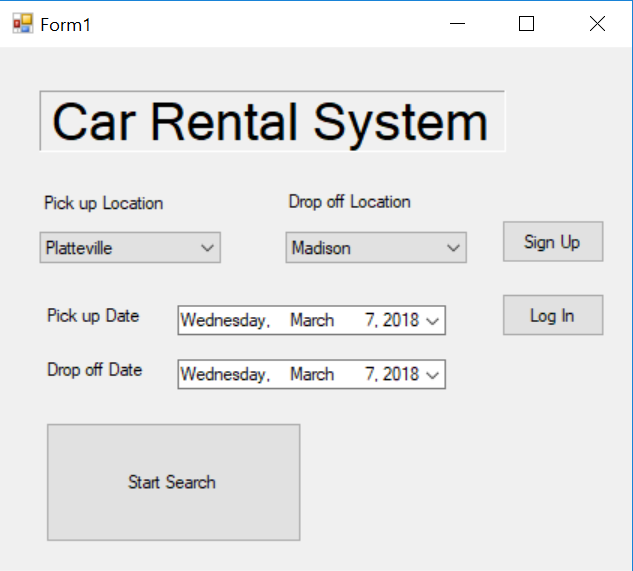 Form1
Car Rental System
Pick up Location
Drop off Location
Platteville
Madison
Sign Up
Pick up Date
Wednesday, March 7, 2018
Log In
Drop off Date
Wednesday, March 7, 2018
Start Search